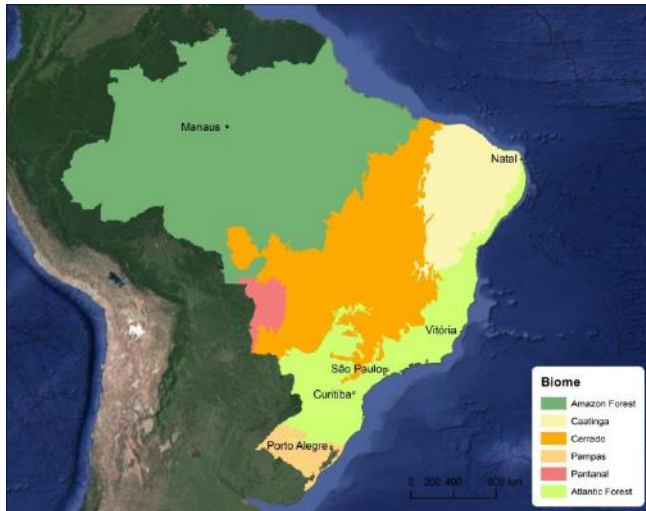 Manaus
Natal
Vitória
São Paulo
Curitiba
Porto Alegre
Biome
Amazon Forest
Caatinga
Cerrado
Pampas
Pantanal
Atlantic Forest
0 200 400 800 km